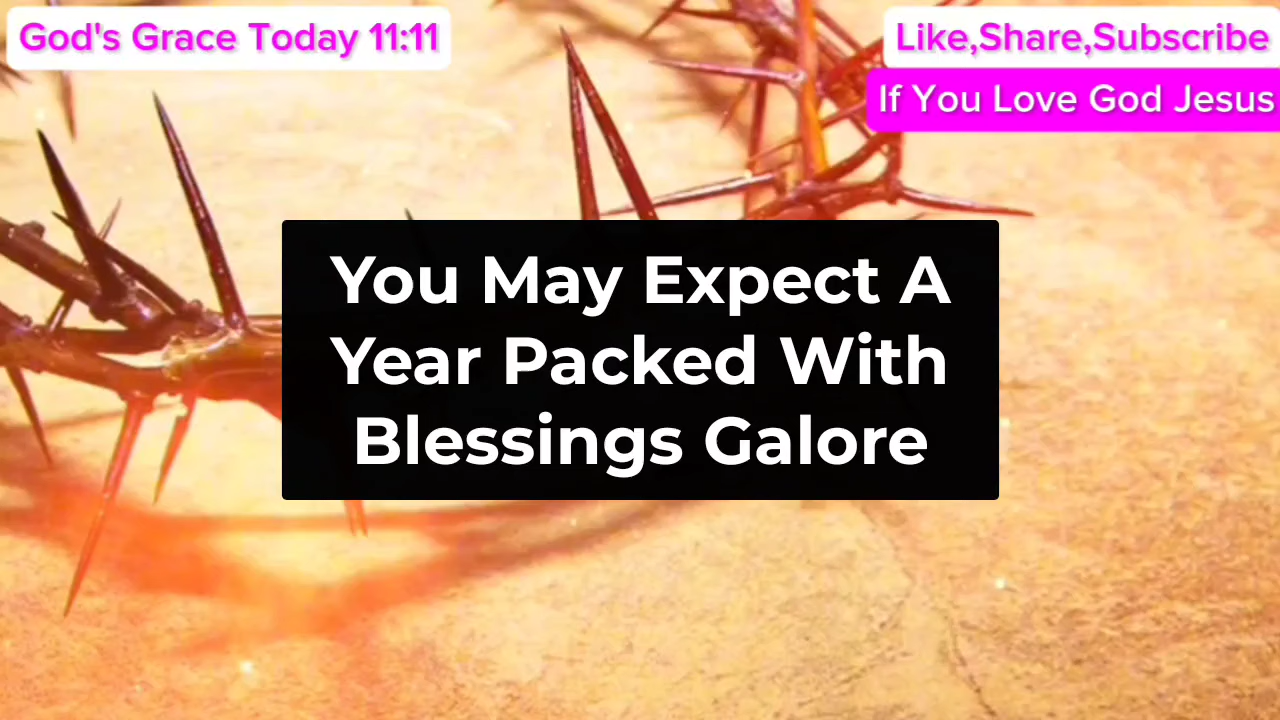 God's Grace Today 11:11
Like,Share,Subscribe
If You Love God Jesus
You May Expect A
Year Packed With
Blessings Galore